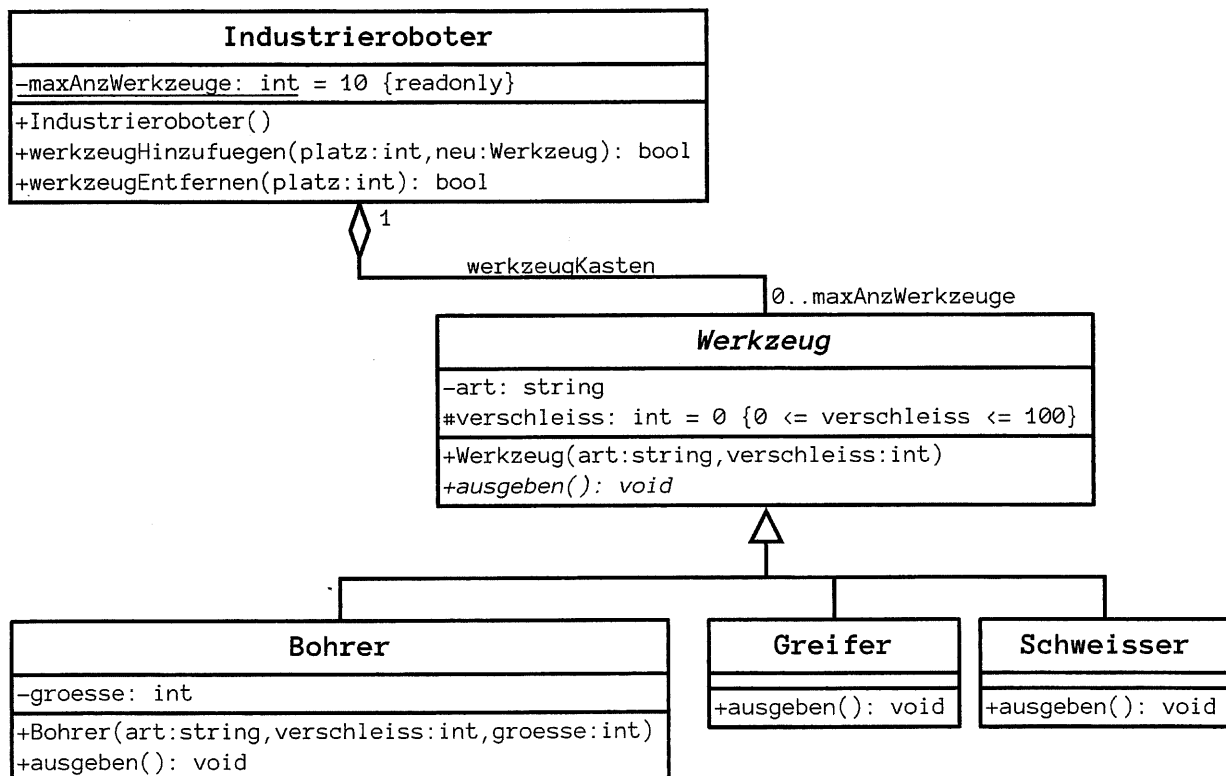 Industrieroboter
-maxAnzWerkzeuge: int = 10 {readonly}
+Industrieroboter()
+werkzeugHinzufuegen(platz:int,neu:Werkzeug): bool
+werkzeugEntfernen(platz:int): bool
1
werkzeugKasten
0..maxAnzWerkzeuge
Werkzeug
-art: string
#verschleiss: int = 0 {0 <= verschleiss <= 100}
+Werkzeug(art:string,verschleiss:int)
+ausgeben(): void
Bohrer
-groesse: int
+Bohrer(art:string,verschleiss:int,groesse:int)
+ausgeben(): void
Greifer
+ausgeben(): void
Schweisser
+ausgeben(): void